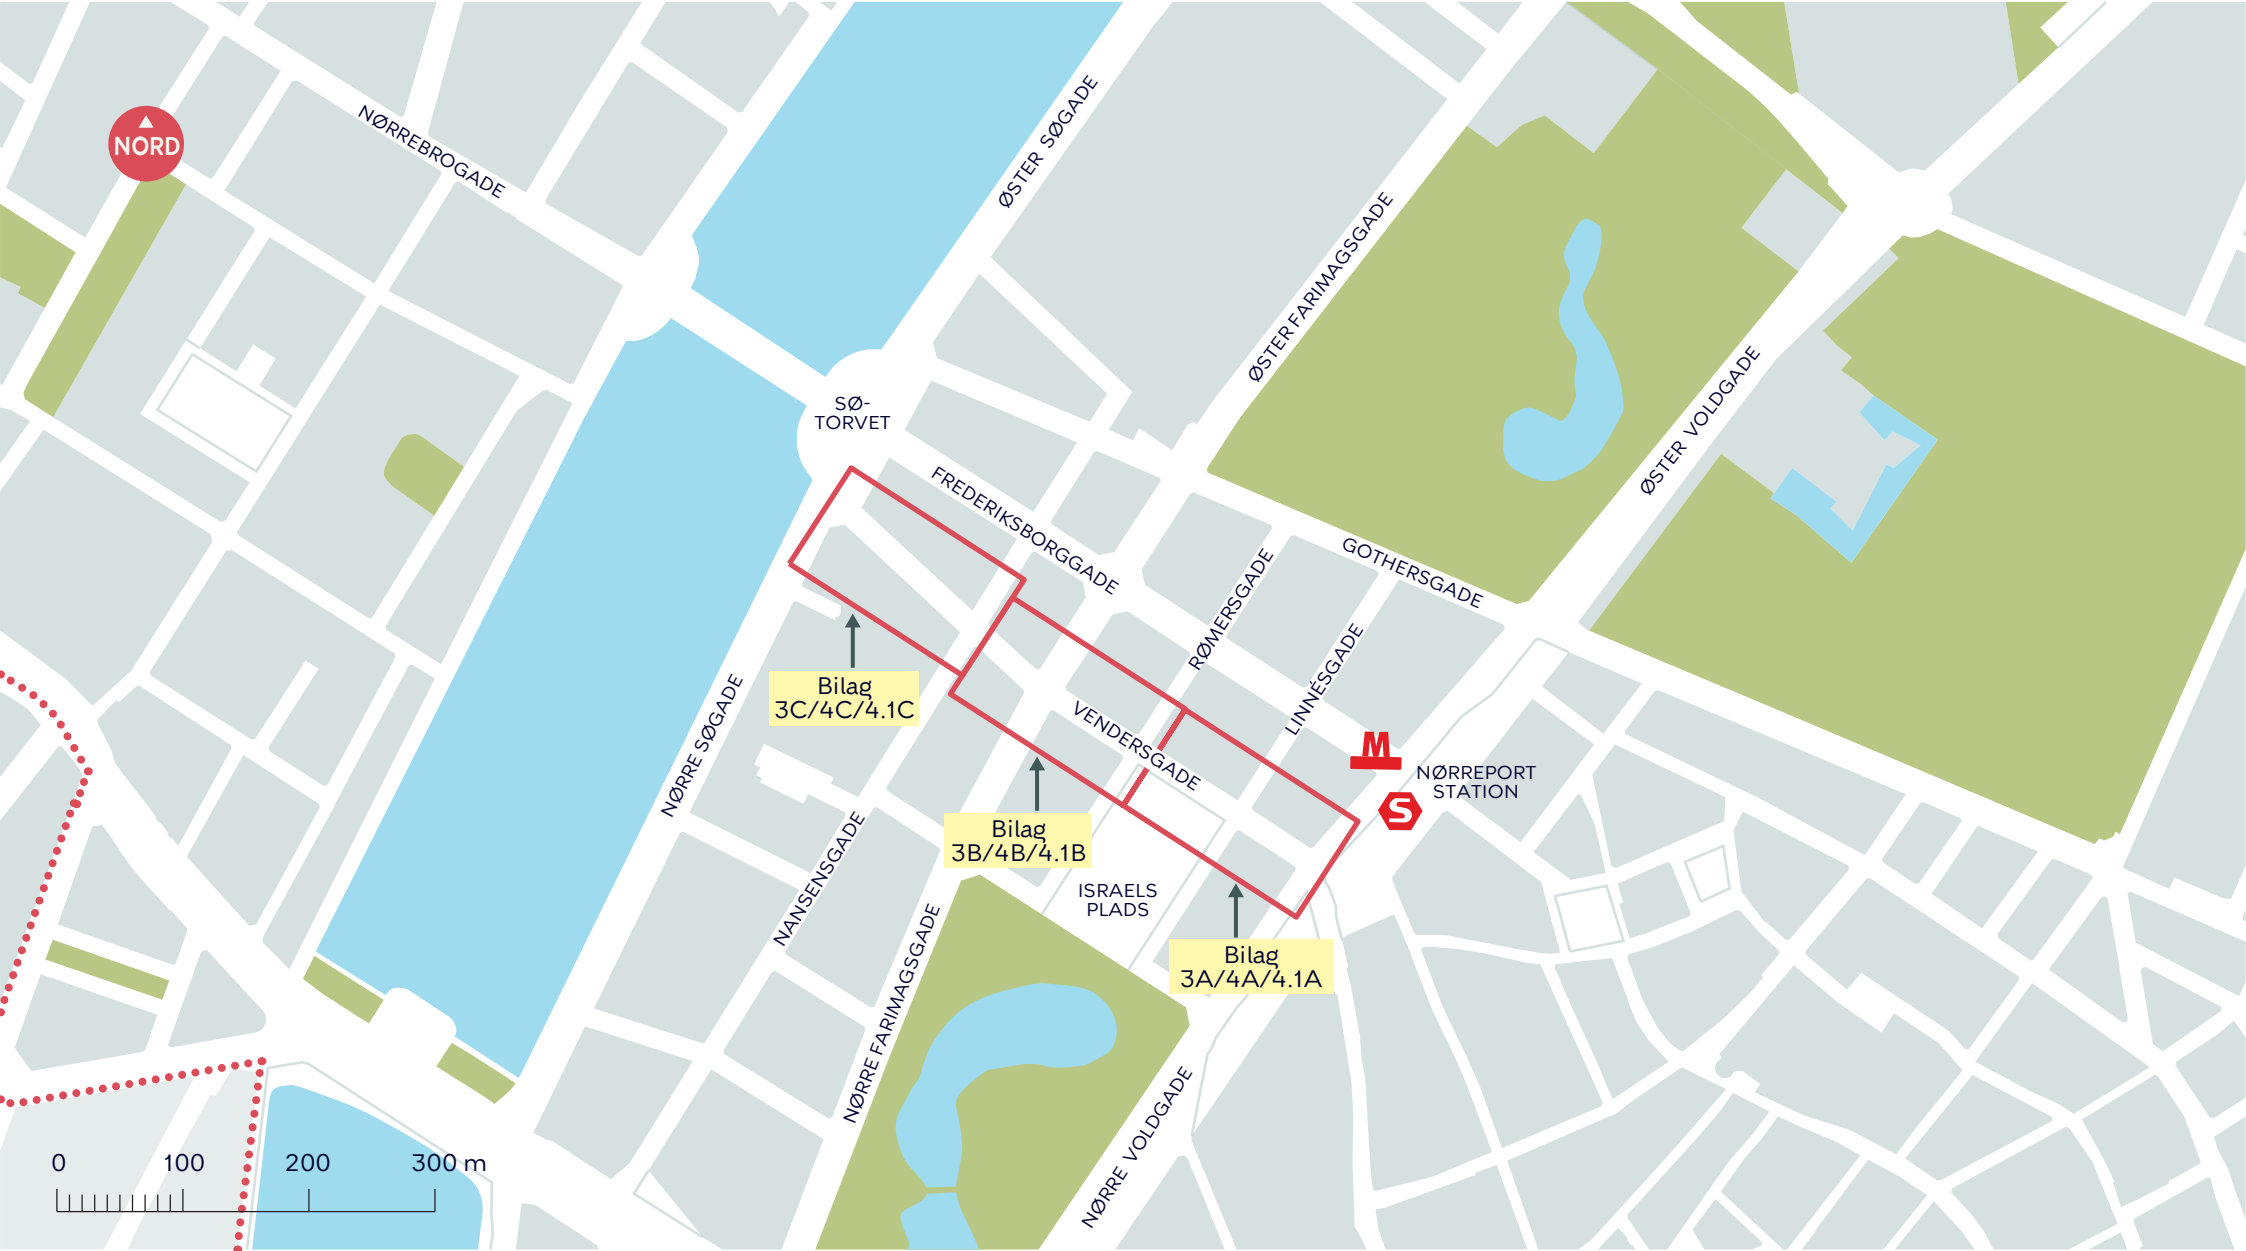 NORD
NØRREBROGADE
ØSTER SØGADE
ØSTER FARIMAGSGADE
ØSTER VOLDGADE
SØ-
TORVET
FREDERIKSBORGGADE
GOTHERSGADE
RØMERSGADE
LINNÉSGADE
VENDERSGADE
NØRRE SØGADE
Bilag
3C/4C/4.1C
M
NØRREPORT
STATION
S
Bilag
3B/4B/4.1B
NANSENSGADE
ISRAELS
PLADS
Bilag
3A/4A/4.1A
NØRRE FARIMAGSGADE
NØRRE VOLDGADE
0 100 200 300 m